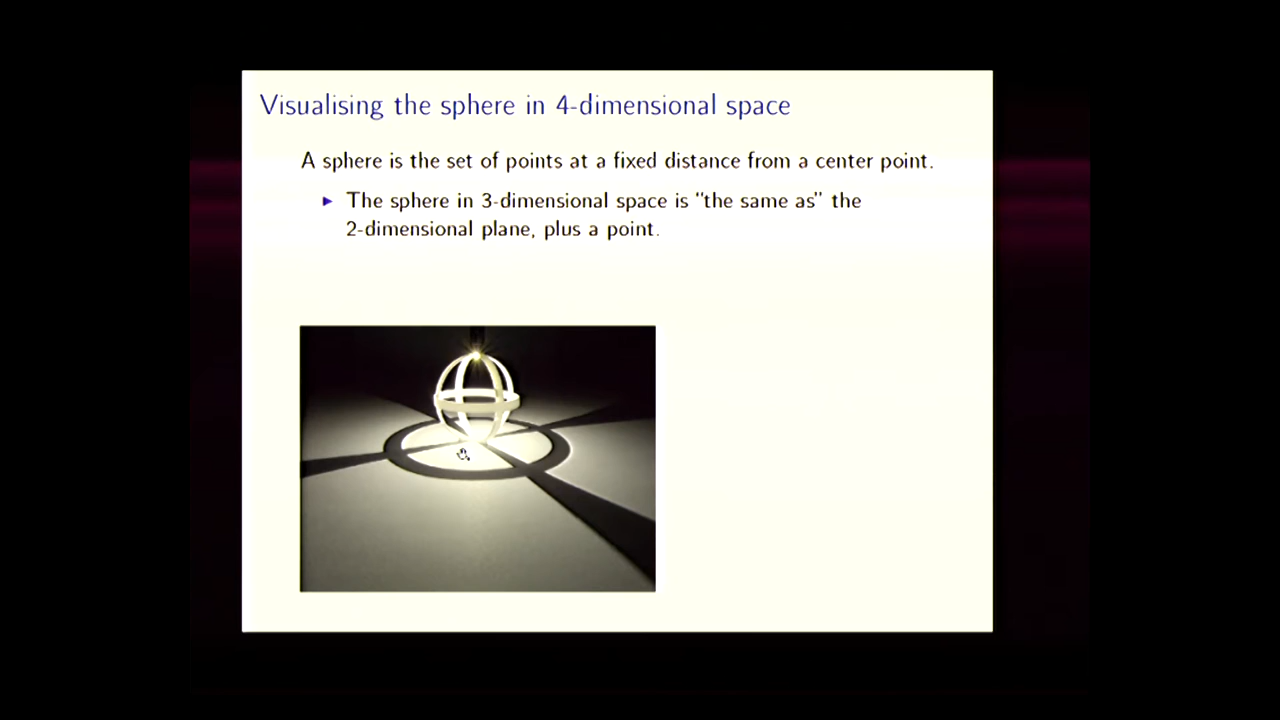 Visualising the sphere in 4-dimensional space
A sphere is the set of points at a fixed distance from a center point.
▶ The sphere in 3-dimensional space is “the same as” the
2-dimensional plane, plus a point.